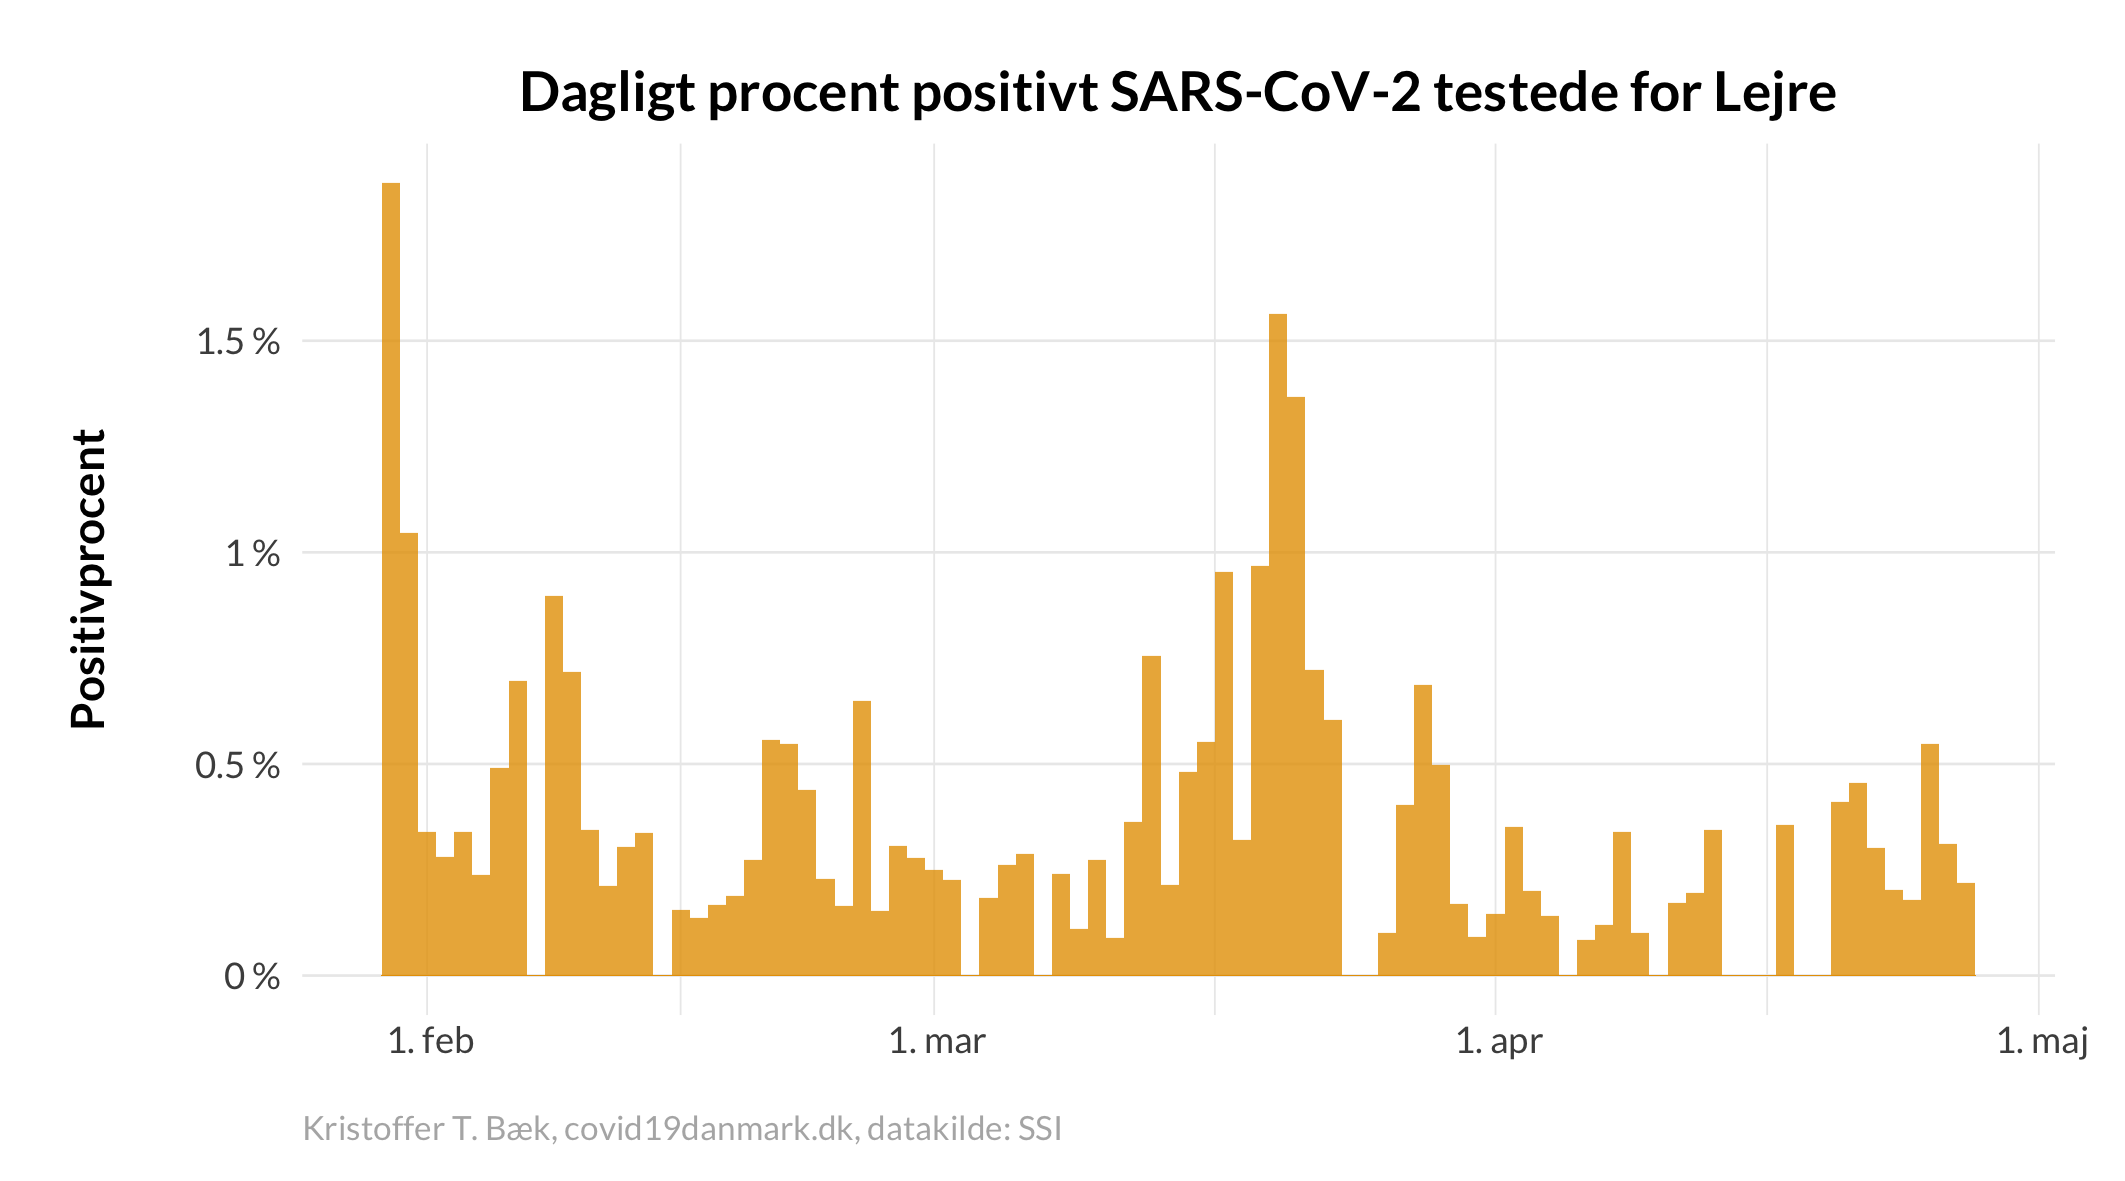 Dagligt procent positivt SARS-CoV-2 testede for Lejre
Positivprocent
1.5 %
1 %
0.5 %
0 %
1. feb
1. mar
1. apr
1. maj
Kristoffer T. Bæk, covid19danmark.dk, datakilde: SSI